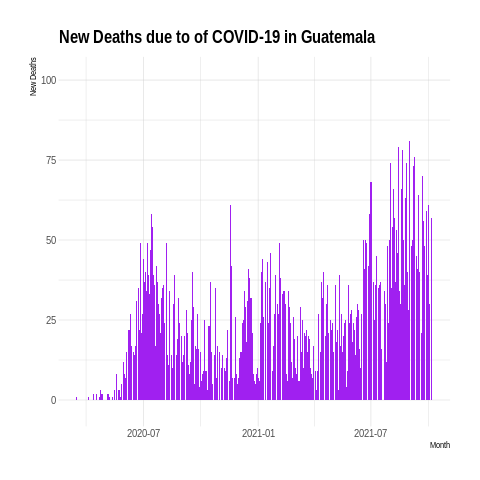 New Deaths due to of COVID-19 in Guatemala
New Deaths
100
75
50
25
0
2020-07
2021-01
2021-07
Month